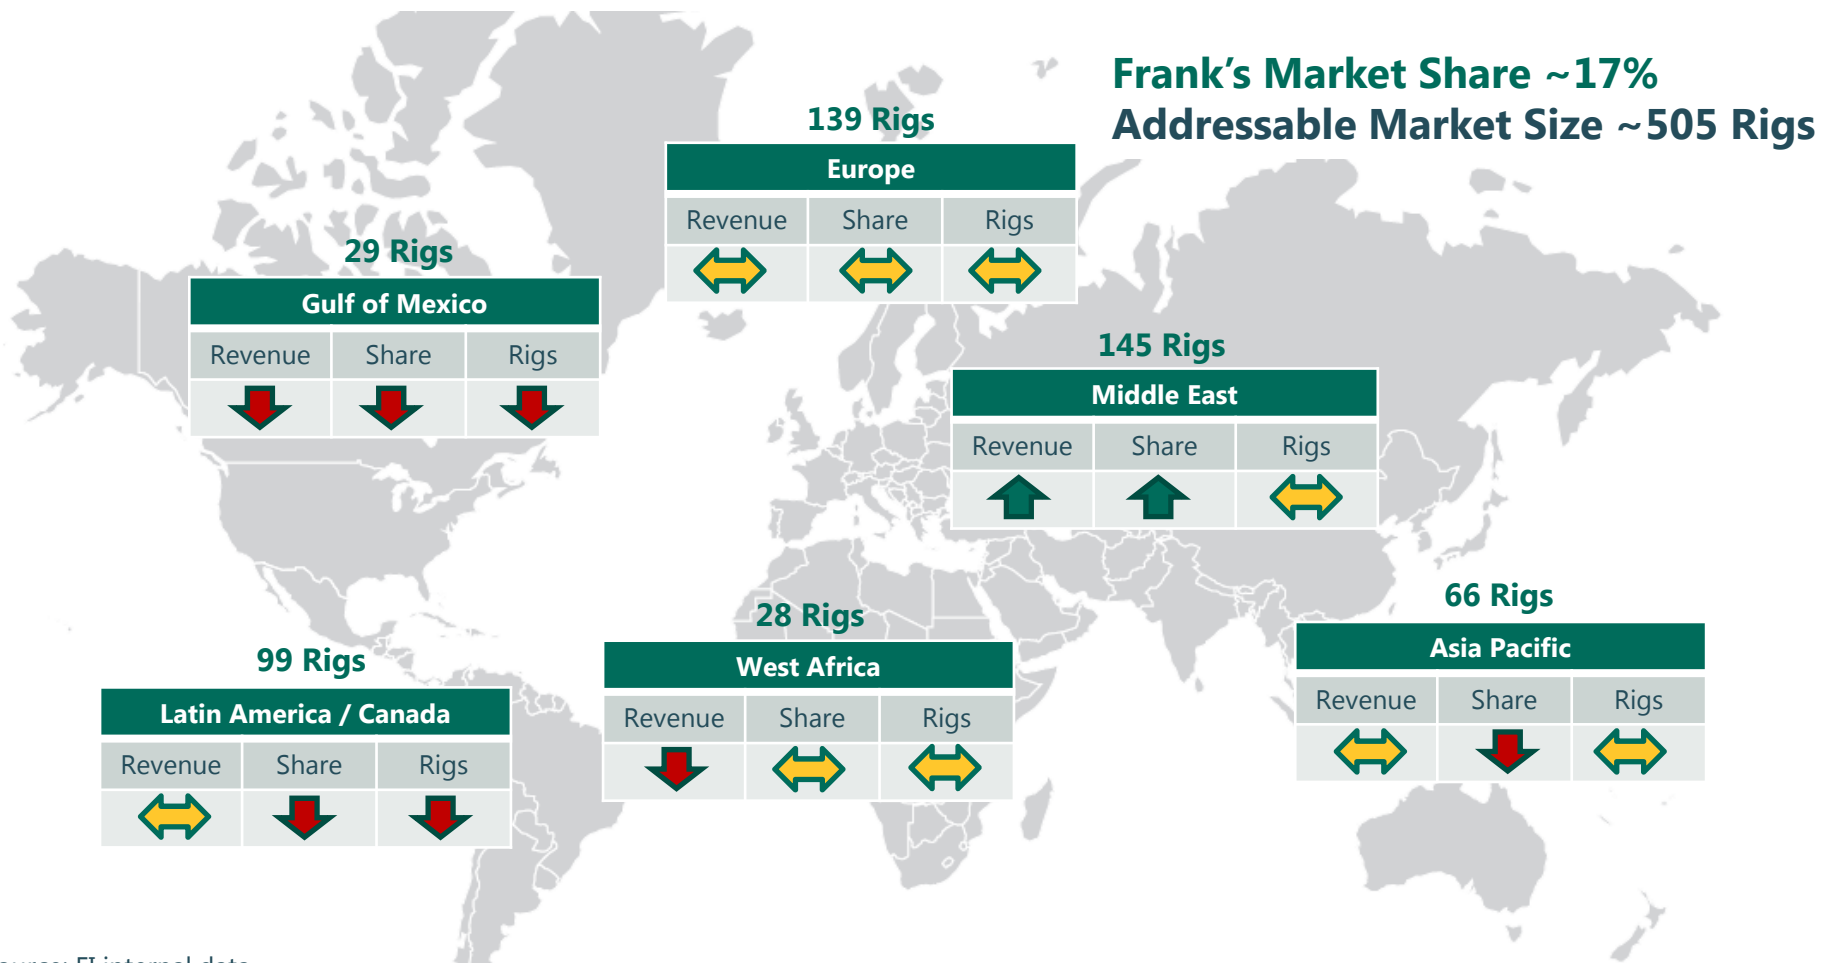 Frank’s Market Share ~17%
Addressable Market Size ~505 Rigs
139 Rigs
Europe
Revenue Share Rigs
29 Rigs
Gulf of Mexico
Revenue Share Rigs
145 Rigs
Middle East
Revenue Share Rigs
28 Rigs
West Africa
Revenue Share Rigs
66 Rigs
Asia Pacific
Revenue Share Rigs
99 Rigs
Latin America / Canada
Revenue Share Rigs
internal data